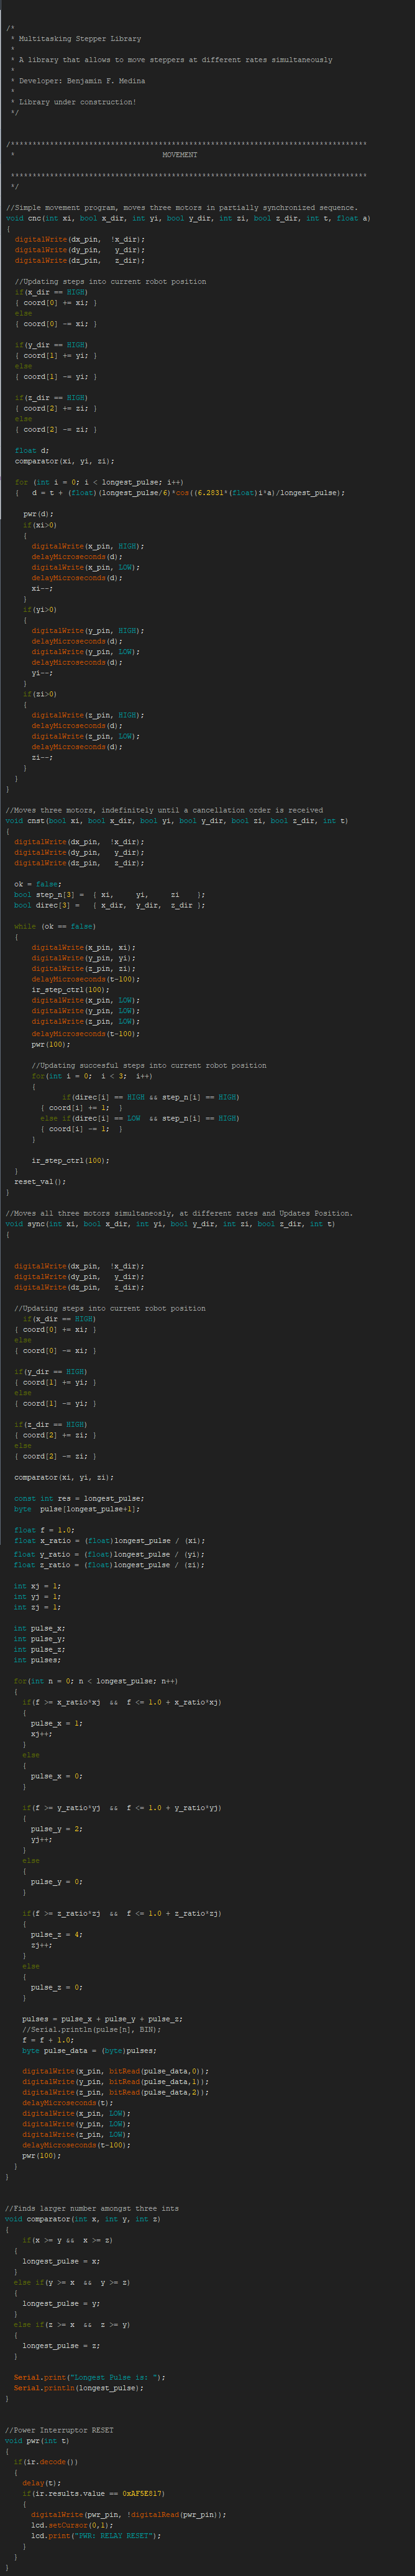 /*
 * Multitasking Stepper Library
 *
 * A library that allows to move steppers at different rates simultaneously
 *
 * Developer: Benjamin F. Medina
 *
 * Library under construction!
 */
/**********************************************************************************
 *                                  MOVEMENT
 **********************************************************************************
 */
//Simple movement program, moves three motors in partially synchronized sequence.
void cnc(int xi, bool x_dir, int yi, bool y_dir, int zi, bool z_dir, int t, float a)
{
  digitalWrite(dx_pin,  !x_dir);
  digitalWrite(dy_pin,   y_dir);
  digitalWrite(dz_pin,   z_dir);
  //Updating steps into current robot position
  if(x_dir == HIGH)
  { coord[0] += xi; }
  else
  { coord[0] -= xi; }
  if(y_dir == HIGH)
  { coord[1] += yi; }
  else
  { coord[1] -= yi; }
  if(z_dir == HIGH)
  { coord[2] += zi; }
  else
  { coord[2] -= zi; }
  float d;
  comparator(xi, yi, zi);
  for (int i = 0; i < longest_pulse; i++)
  {   d = t + (float)(longest_pulse/6)*cos((6.2831*(float)i*a)/longest_pulse);
    pwr(d);
    if(xi>0)
    {
      digitalWrite(x_pin, HIGH);
      delayMicroseconds(d);
      digitalWrite(x_pin, LOW);
      delayMicroseconds(d);
      xi--;
    }
    if(yi>0)
    {
      digitalWrite(y_pin, HIGH);
      delayMicroseconds(d);
      digitalWrite(y_pin, LOW);
      delayMicroseconds(d);
      yi--;
    }
    if(zi>0)
    {
      digitalWrite(z_pin, HIGH);
      delayMicroseconds(d);
      digitalWrite(z_pin, LOW);
      delayMicroseconds(d);
      zi--;
    }
  }
}
//Moves three motors, indefinitely until a cancellation order is received
void cnst(bool xi, bool x_dir, bool yi, bool y_dir, bool zi, bool z_dir, int t)
{
  digitalWrite(dx_pin,  !x_dir);
  digitalWrite(dy_pin,   y_dir);
  digitalWrite(dz_pin,   z_dir);
  ok = false;
  bool step_n[3] =  { xi,     yi,     zi    };
  bool direc[3] =   { x_dir,  y_dir,  z_dir };
  while (ok == false)
  {
      digitalWrite(x_pin, xi);
      digitalWrite(y_pin, yi);
      digitalWrite(z_pin, zi);
      delayMicroseconds(t-100);
      ir_step_ctrl(100);
      digitalWrite(x_pin, LOW);
      digitalWrite(y_pin, LOW);
      digitalWrite(z_pin, LOW);
      delayMicroseconds(t-100);
      pwr(100);
      //Updating succesful steps into current robot position
      for(int i = 0;  i < 3;  i++)
      {
             if(direc[i] == HIGH && step_n[i] == HIGH)
        { coord[i] += 1;  }
        else if(direc[i] == LOW  && step_n[i] == HIGH)
        { coord[i] -= 1;  }
      }
      ir_step_ctrl(100);
  }
  reset_val();
}
//Moves all three motors simultaneosly, at different rates and Updates Position.
void sync(int xi, bool x_dir, int yi, bool y_dir, int zi, bool z_dir, int t)
{
  digitalWrite(dx_pin,  !x_dir);
  digitalWrite(dy_pin,   y_dir);
  digitalWrite(dz_pin,   z_dir);
  //Updating steps into current robot position
    if(x_dir == HIGH)
  { coord[0] += xi; }
  else
  { coord[0] -= xi; }
  if(y_dir == HIGH)
  { coord[1] += yi; }
  else
  { coord[1] -= yi; }
  if(z_dir == HIGH)
  { coord[2] += zi; }
  else
  { coord[2] -= zi; }
  comparator(xi, yi, zi);
  const int res = longest_pulse;
  byte  pulse[longest_pulse+1];
  float f = 1.0;
  float x_ratio = (float)longest_pulse / (xi);
  float y_ratio = (float)longest_pulse / (yi);
  float z_ratio = (float)longest_pulse / (zi);
  int xj = 1;
  int yj = 1;
  int zj = 1;
  int pulse_x;
  int pulse_y;
  int pulse_z;
  int pulses;
  for(int n = 0; n < longest_pulse; n++)
  {
    if(f >= x_ratio*xj  &&  f <= 1.0 + x_ratio*xj)
    {
      pulse_x = 1;
      xj++;
    }
    else
    {
      pulse_x = 0;
    }
    if(f >= y_ratio*yj  &&  f <= 1.0 + y_ratio*yj)
    {
      pulse_y = 2;
      yj++;
    }
    else
    {
      pulse_y = 0;
    }
    if(f >= z_ratio*zj  &&  f <= 1.0 + z_ratio*zj)
    {
      pulse_z = 4;
      zj++;
    }
    else
    {
      pulse_z = 0;
    }
    pulses = pulse_x + pulse_y + pulse_z;
    //Serial.println(pulse[n], BIN);
    f = f + 1.0;
    byte pulse_data = (byte)pulses;
    digitalWrite(x_pin, bitRead(pulse_data,0));
    digitalWrite(y_pin, bitRead(pulse_data,1));
    digitalWrite(z_pin, bitRead(pulse_data,2));
    delayMicroseconds(t);
    digitalWrite(x_pin, LOW);
    digitalWrite(y_pin, LOW);
    digitalWrite(z_pin, LOW);
    delayMicroseconds(t-100);
    pwr(100);
  }
}
//Finds larger number amongst three ints
void comparator(int x, int y, int z)
{
    if(x >= y &&  x >= z)
  {
    longest_pulse = x;
  }
  else if(y >= x  &&  y >= z)
  {
    longest_pulse = y;
  }
  else if(z >= x  &&  z >= y)
  {
    longest_pulse = z;
  }
  Serial.print("Longest Pulse is: ");
  Serial.println(longest_pulse);
}
//Power Interruptor RESET
void pwr(int t)
{
  if(ir.decode())
  {
    delay(t);
    if(ir.results.value == 0xAF5E817)
    {
      digitalWrite(pwr_pin, !digitalRead(pwr_pin));
      lcd.setCursor(0,1);
      lcd.print("PWR: RELAY RESET");
    }
  }
}